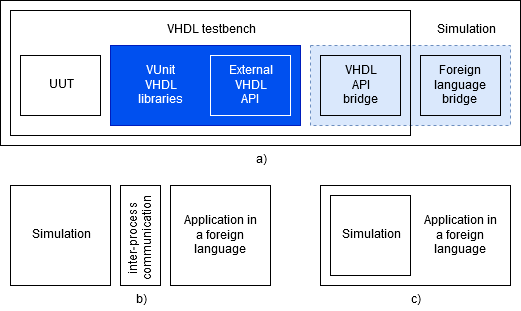 VHDL testbench
Simulation
UUT
VUnit
VHDL
libraries
External
VHDL
API
VHDL
API
bridge
Foreign
language
bridge
a)
Simulation
inter-process
communication
Application in
a foreign
language
Simulation
Application in
a foreign
language
b)
c)